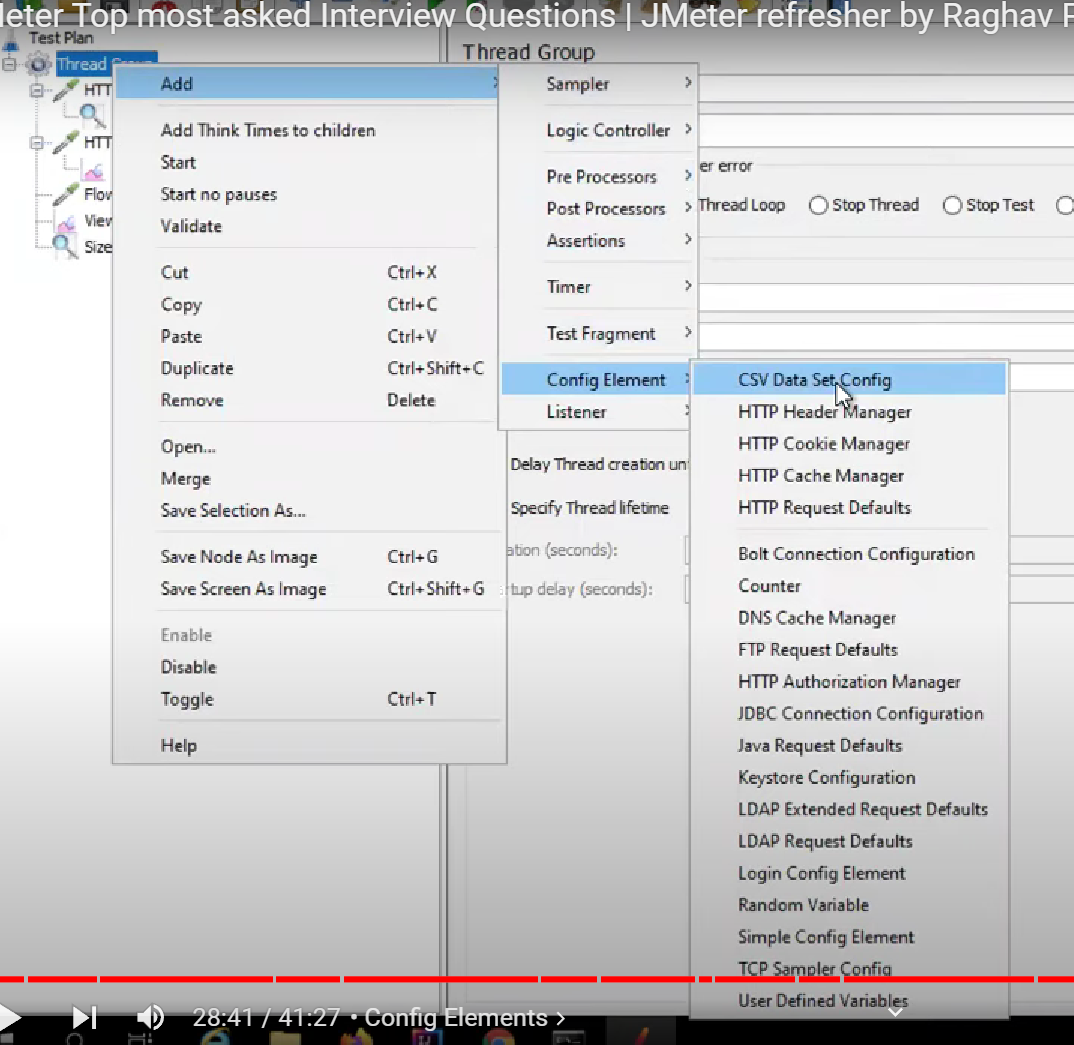 eter Top most asked Interview Questions | JMeter refresher by Raghav P
Test Plan
Thread Group
HTT
HTT
Flow
View
Size
Add
Add Think Times to children
Start
Start no pauses
Validate
Cut Ctrl+X
Copy Ctrl+C
Paste Ctrl+V
Duplicate Ctrl+Shift+C
Remove Delete
Open...
Merge
Save Selection As...
Save Node As Image Ctrl+G
Save Screen As Image Ctrl+Shift+G
Enable
Disable
Toggle Ctrl+T
Help
Thread Group
Sampler
Logic Controller
Pre Processors
Post Processors
Assertions
Timer
Test Fragment
Config Element
Listener
er error
Thread Loop Stop Thread Stop Test
Delay Thread creation unt
Specify Thread lifetime
ation (seconds):
rtup delay (seconds):
CSV Data Set Config
HTTP Header Manager
HTTP Cookie Manager
HTTP Cache Manager
HTTP Request Defaults
Bolt Connection Configuration
Counter
DNS Cache Manager
FTP Request Defaults
HTTP Authorization Manager
JDBC Connection Configuration
Java Request Defaults
Keystore Configuration
LDAP Extended Request Defaults
LDAP Request Defaults
Login Config Element
Random Variable
Simple Config Element
TCP Sampler Config
User Defined Variables
28:41 / 41:27 • Config Elements >